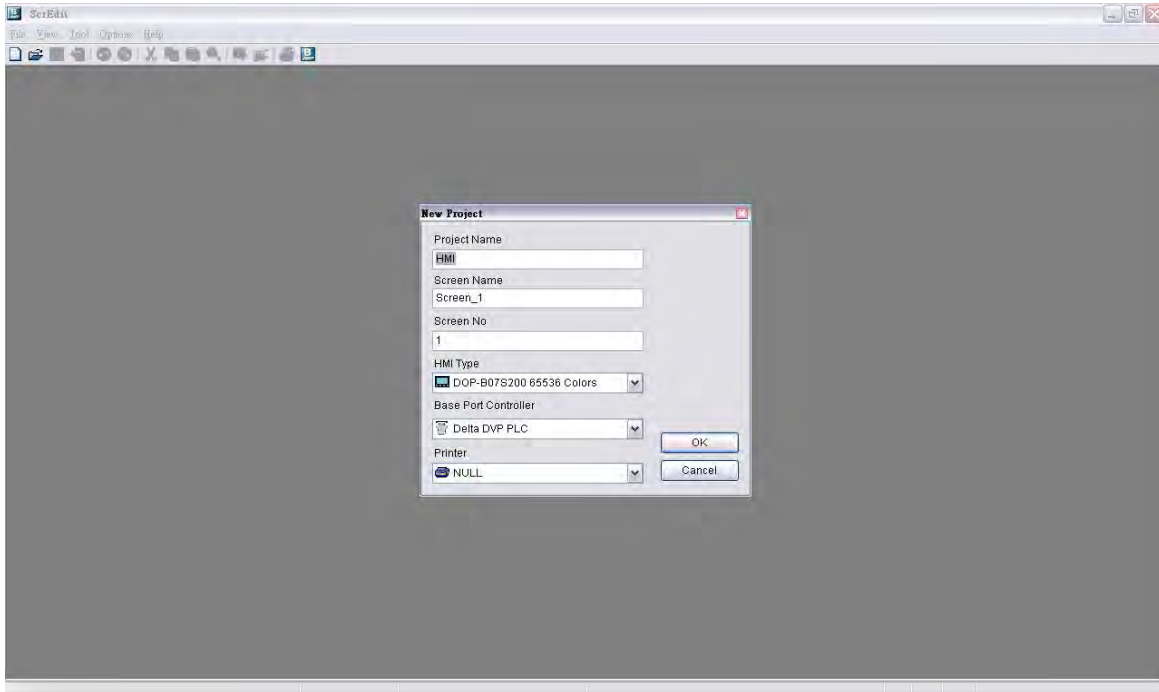 ScrEdit
File View Tool Options Help
New Project
Project Name
HMI
Screen Name
Screen_1
Screen No
1
HMI Type
DOP-B07S200 65536 Colors
Base Port Controller
Delta DVP PLC
Printer
NULL
OK
Cancel